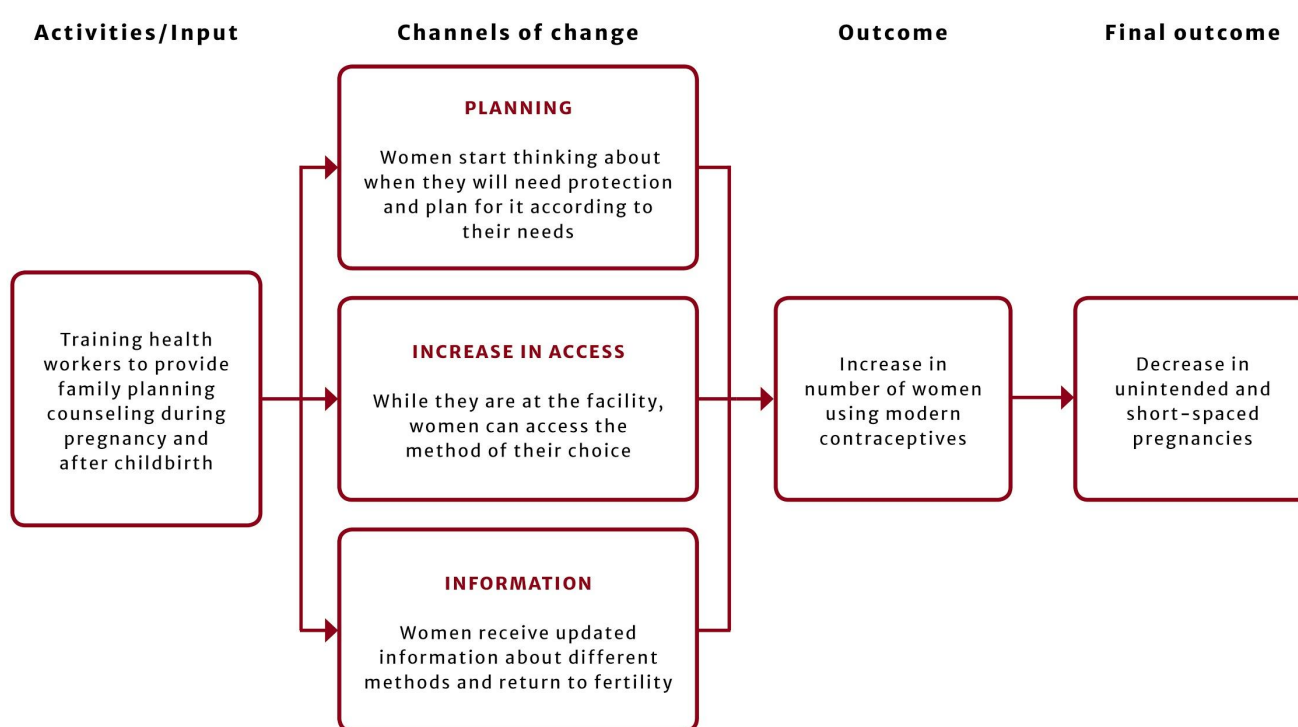 Activities/Input
Channels of change
Outcome
Final outcome
Training health
workers to provide
family planning
counseling during
pregnancy and
after childbirth
PLANNING
Women start thinking about
when they will need protection
and plan for it according to
their needs
INCREASE IN ACCESS
While they are at the facility,
women can access the
method of their choice
INFORMATION
Women receive updated
information about different
methods and return to fertility
Increase in
number of women
using modern
contraceptives
Decrease in
unintended and
short-spaced
pregnancies